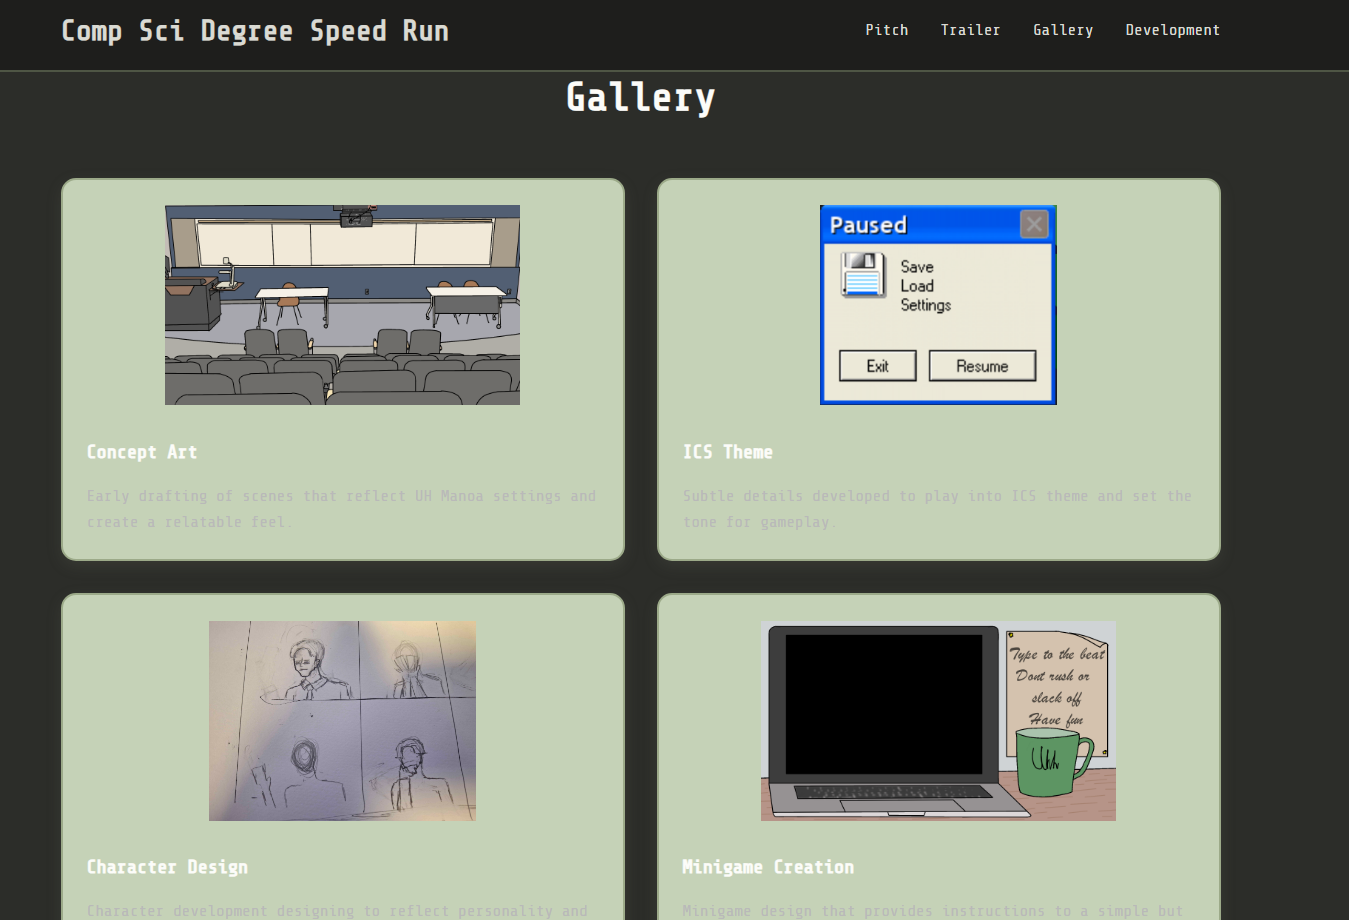 Comp Sci Degree Speed Run
Pitch Trailer Gallery Development
Gallery
Paused
Save
Load
Settings
Exit Resume
Concept Art
Early drafting of scenes that reflect UH Manoa settings and
create a relatable feel.
ICS Theme
Subtle details developed to play into ICS theme and set the
tone for gameplay.
Type to the beat
Dont rush or
slack off
Have fun
Character Design
Character development designing to reflect personality and
Minigame Creation
Minigame design that provides instructions to a simple but